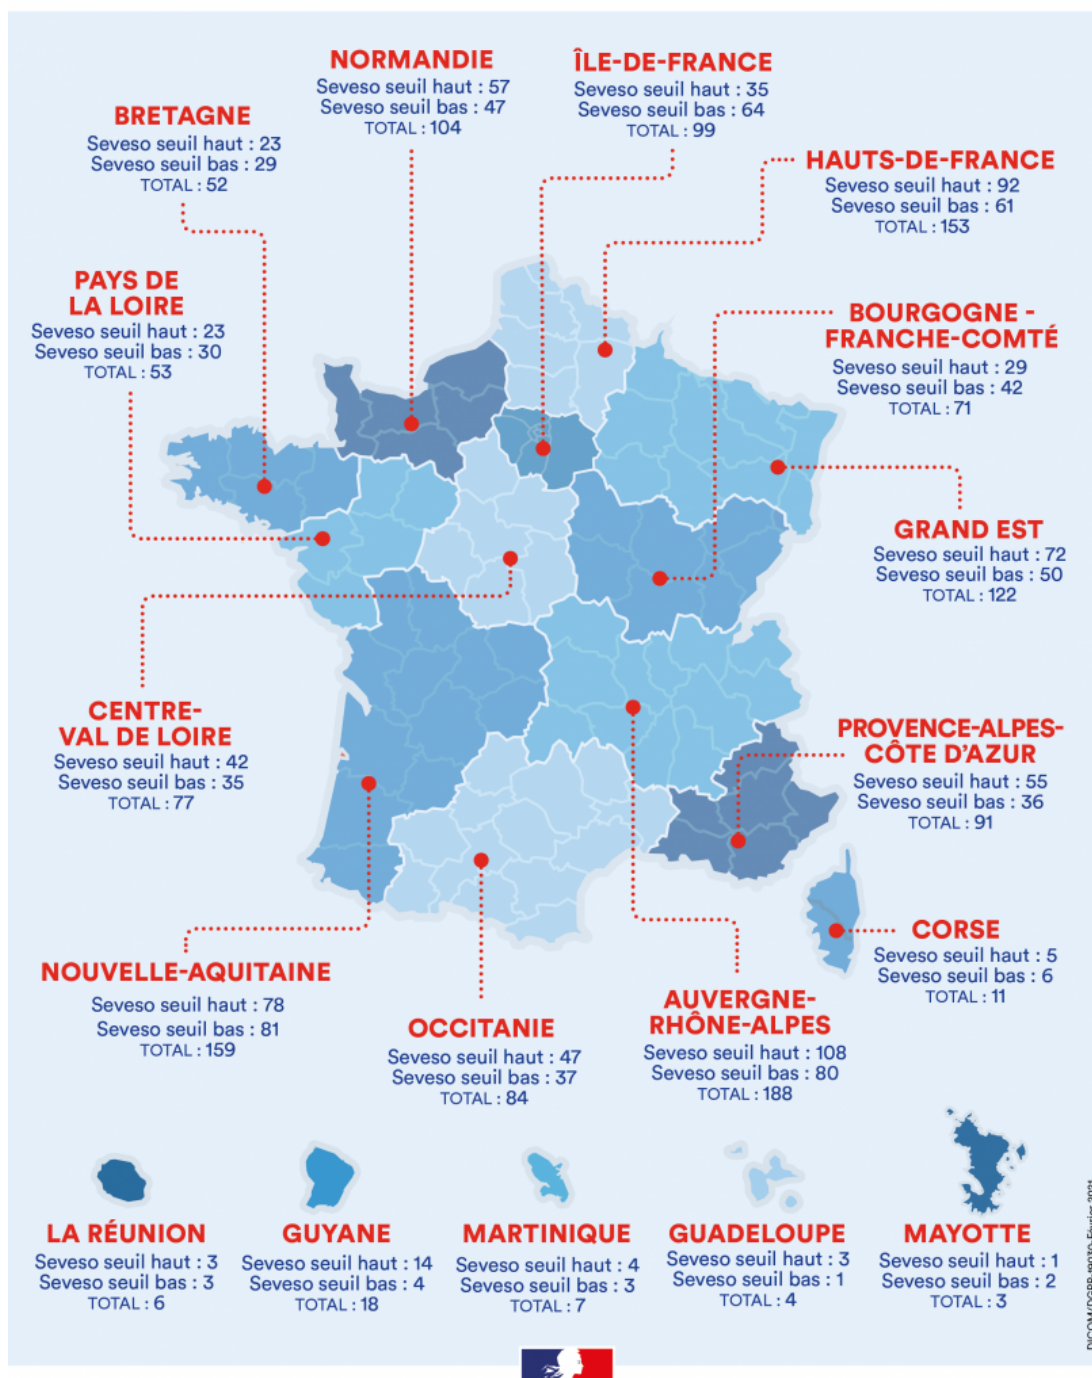 NORMANDIE
Seveso seuil haut : 57
Seveso seuil bas : 47
TOTAL : 104
ÎLE-DE-FRANCE
Seveso seuil haut : 35
Seveso seuil bas : 64
TOTAL : 99
BRETAGNE
Seveso seuil haut : 23
Seveso seuil bas : 29
TOTAL : 52
HAUTS-DE-FRANCE
Seveso seuil haut : 92
Seveso seuil bas : 61
TOTAL : 153
PAYS DE
LA LOIRE
Seveso seuil haut : 23
Seveso seuil bas : 30
TOTAL : 53
BOURGOGNE -
FRANCHE-COMTÉ
Seveso seuil haut : 29
Seveso seuil bas : 42
TOTAL : 71
GRAND EST
Seveso seuil haut : 72
Seveso seuil bas : 50
TOTAL : 122
CENTRE-
VAL DE LOIRE
Seveso seuil haut : 42
Seveso seuil bas : 35
TOTAL : 77
PROVENCE-ALPES-
CÔTE D'AZUR
Seveso seuil haut : 55
Seveso seuil bas : 36
TOTAL : 91
CORSE
Seveso seuil haut : 5
Seveso seuil bas : 6
TOTAL : 11
NOUVELLE-AQUITAINE
Seveso seuil haut : 78
Seveso seuil bas : 81
TOTAL : 159
OCCITANIE
Seveso seuil haut : 47
Seveso seuil bas : 37
TOTAL : 84
AUVERGNE-
RHÔNE-ALPES
Seveso seuil haut : 108
Seveso seuil bas : 80
TOTAL : 188
LA RÉUNION
Seveso seuil haut : 3
Seveso seuil bas : 3
TOTAL : 6
GUYANE
Seveso seuil haut : 14
Seveso seuil bas : 4
TOTAL : 18
MARTINIQUE
Seveso seuil haut : 4
Seveso seuil bas : 3
TOTAL : 7
GUADELOUPE
Seveso seuil haut : 3
Seveso seuil bas : 1
TOTAL : 4
MAYOTTE
Seveso seuil haut : 1
Seveso seuil bas : 2
TOTAL : 3